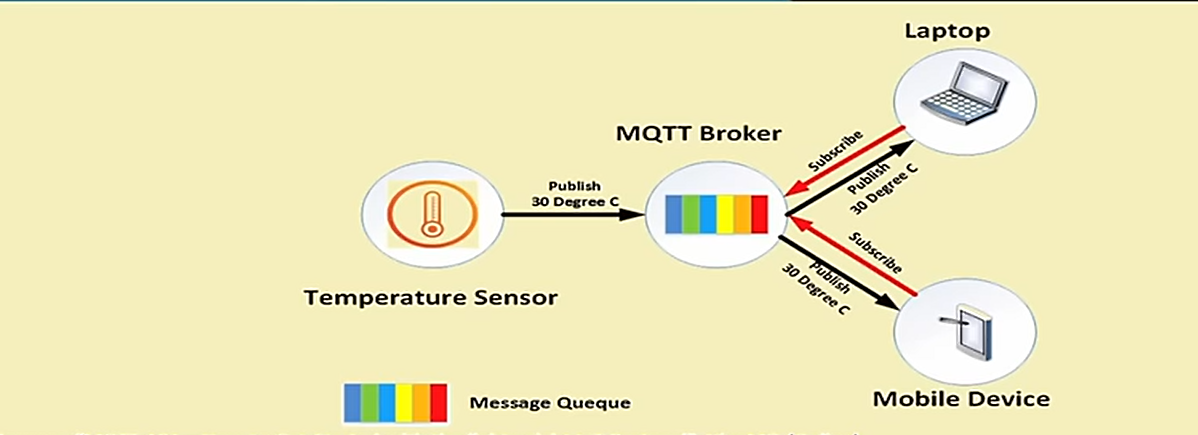 Laptop
MQTT Broker
Subscribe
Publish
30 Degree C
Publish
30 Degree C
Subscribe
Publish
30 Degree C
Temperature Sensor
Message Queque
Mobile Device